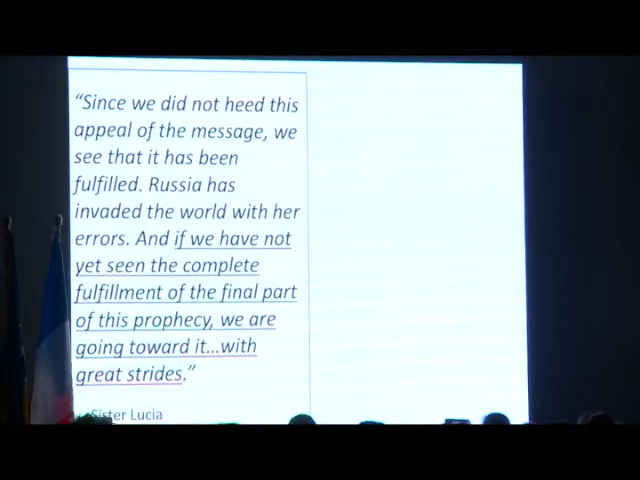 “Since we did not heed this
appeal of the message, we
see that it has been
fulfilled. Russia has
invaded the world with her
errors. And if we have not
yet seen the complete
fulfillment of the final part
of this prophecy, we are
going toward it...with
great strides.”
Sister Lucia